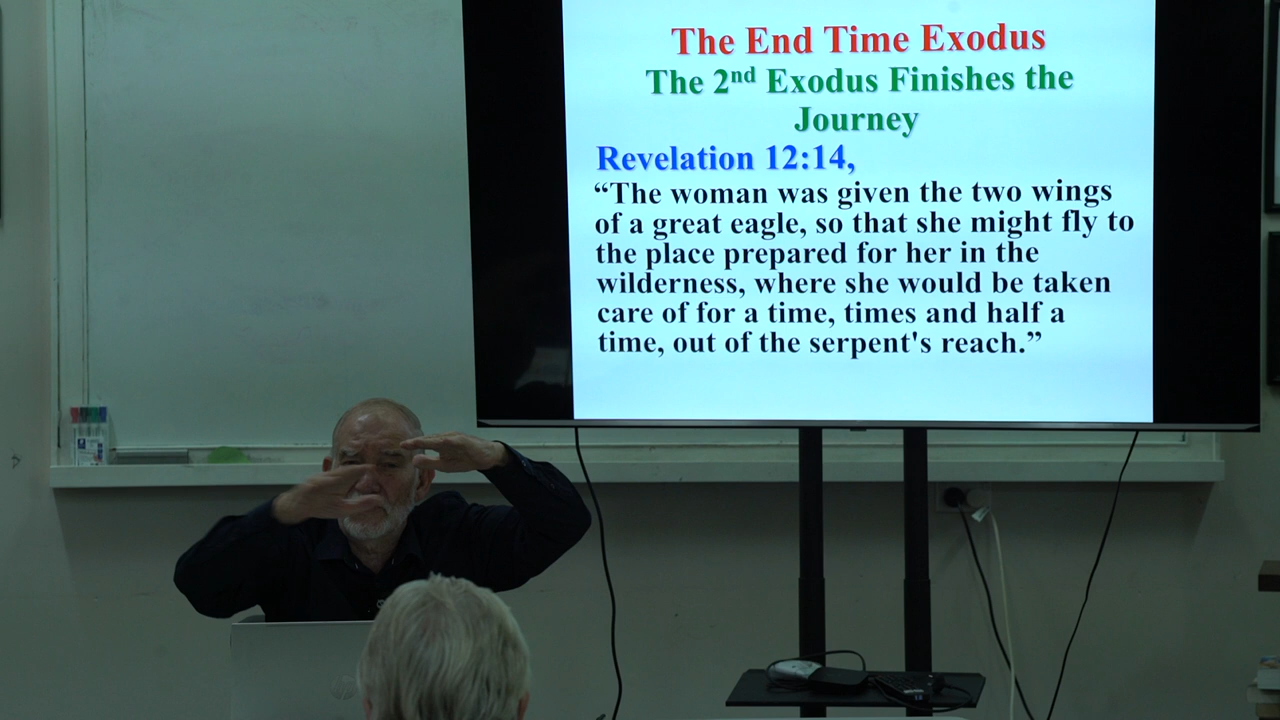 The End Time Exodus
The 2nd Exodus Finishes the
Journey
Revelation 12:14,
“The woman was given the two wings
of a great eagle, so that she might fly to
the place prepared for her in the
wilderness, where she would be taken
care of for a time, times and half a
time, out of the serpent's reach.”